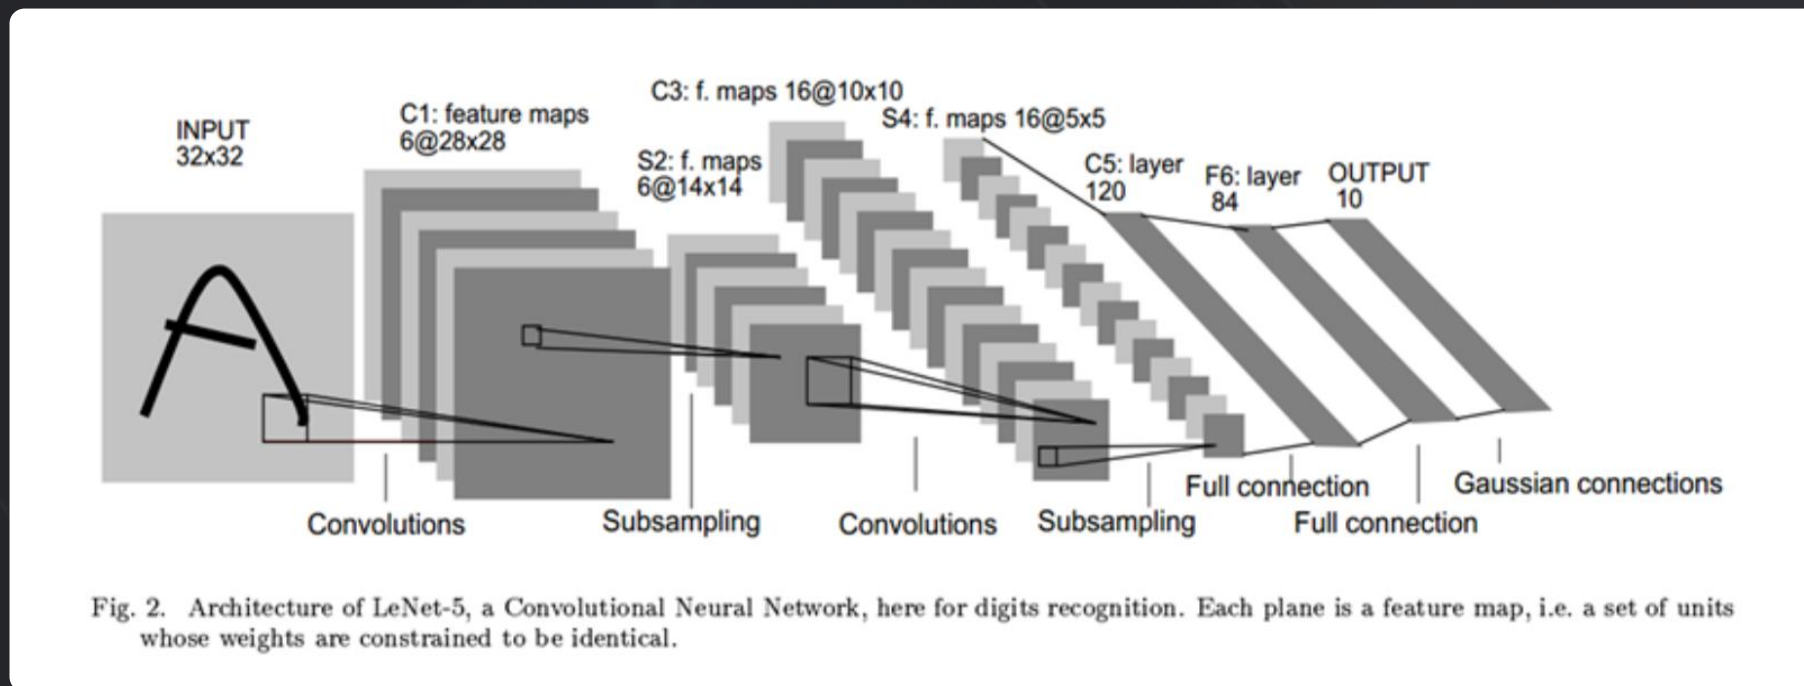 INPUT
32x32
C1: feature maps
6@28x28
C3: f. maps 16@10x10
S2: f. maps
6@14x14
S4: f. maps 16@5x5
C5: layer
120
F6: layer
84
OUTPUT
10
Convolutions
Subsampling
Convolutions
Subsampling
Full connection
Full connection
Gaussian connections
Fig. 2. Architecture of LeNet-5, a Convolutional Neural Network, here for digits recognition. Each plane is a feature map, i.e. a set of units
whose weights are constrained to be identical.
A